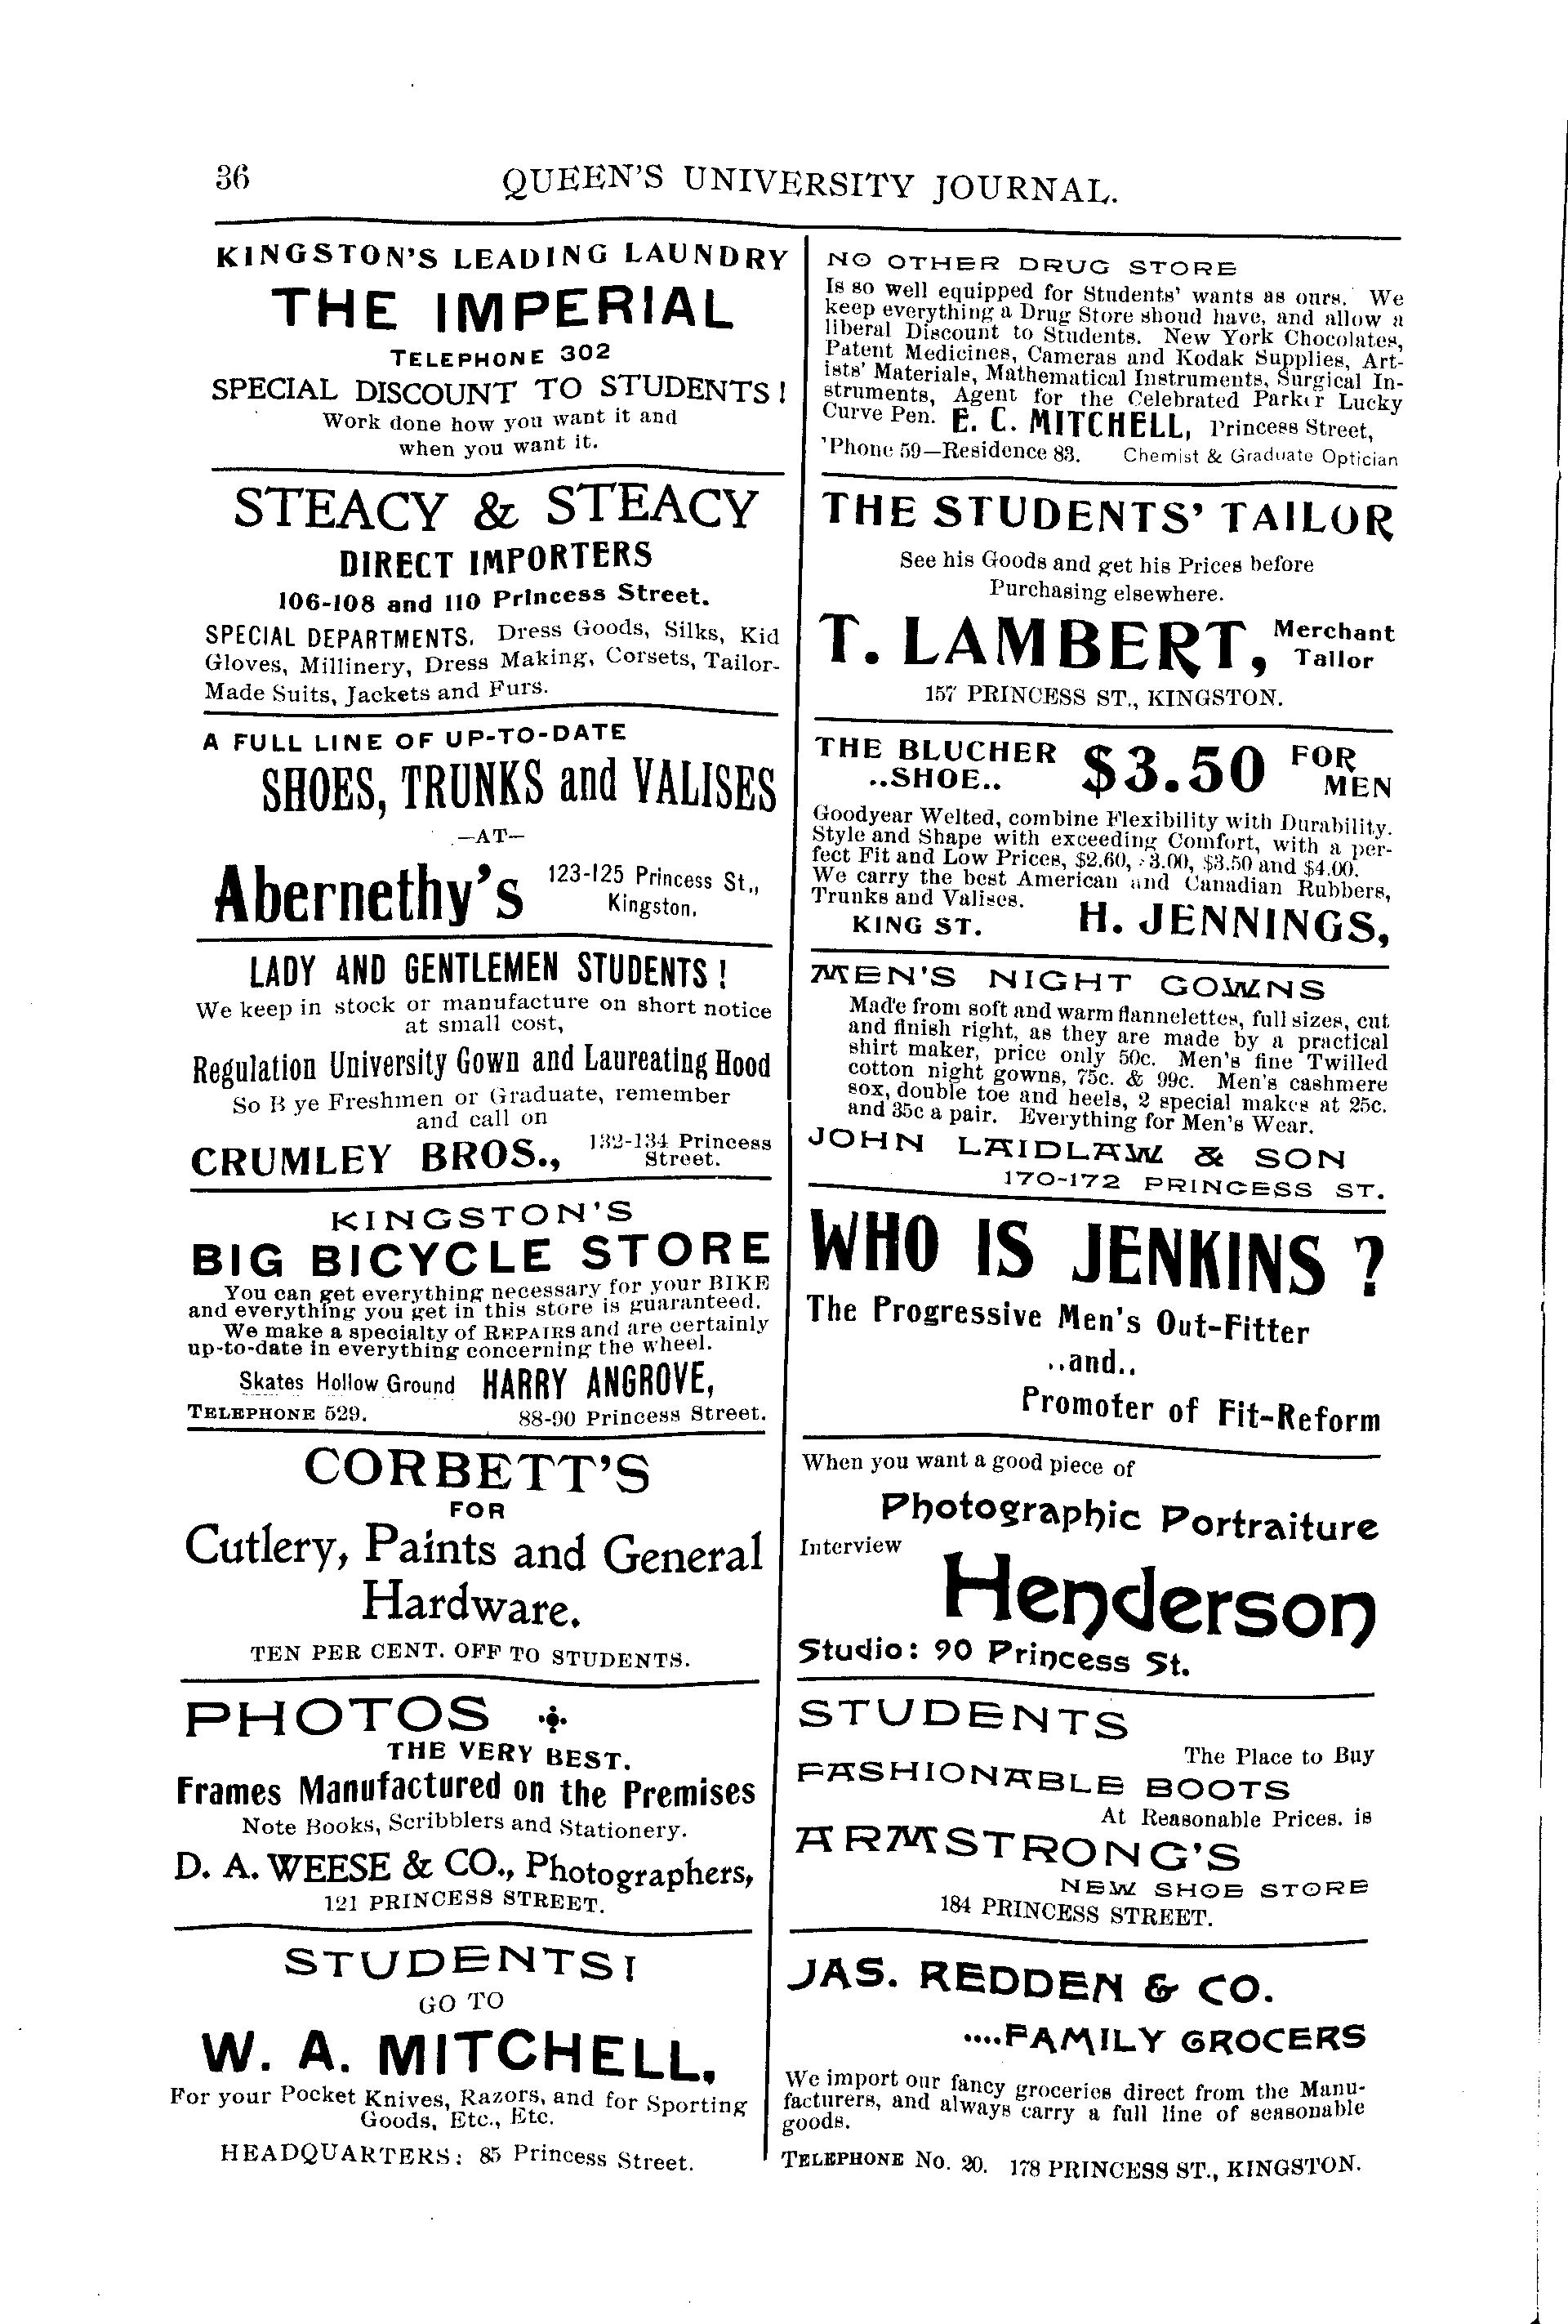 36
QUEEN'S UNIVERSITY JOURNAL.
KINGSTON'S LEADING LAUNDRY
THE IMPERIAL
TELEPHONE 302
SPECIAL DISCOUNT TO STUDENTS!
Work done how you want it and
when you want it.
STEACY & STEACY
DIRECT IMPORTERS
106-108 and 110 Princess Street.
SPECIAL DEPARTMENTS. Dress Goods, Silks, Kid
Gloves, Millinery, Dress Making, Corsets, Tailor-
Made Suits, Jackets and Furs.
A FULL LINE OF UP-TO-DATE
SHOES, TRUNKS and VALISES
—AT—
Abernethy's 123-125 Princess St.,
Kingston.
LADY AND GENTLEMEN STUDENTS!
We keep in stock or manufacture on short notice
at small cost,
Regulation University Gown and Laureating Hood
So B ye Freshmen or Graduate, remember
and call on
CRUMLEY BROS., 132-134 Princess
Street.
KINGSTON'S
BIG BICYCLE STORE
You can get everything necessary for your BIKE
and everything you get in this store is guaranteed.
We make a specialty of REPAIRS and are certainly
up-to-date in everything concerning the wheel.
Skates Hollow Ground HARRY ANGROVE,
TELEPHONE 529. 88-90 Princess Street.
CORBETT'S
FOR
Cutlery, Paints and General
Hardware.
TEN PER CENT. OFF TO STUDENTS.
PHOTOS
THE VERY BEST.
Frames Manufactured on the Premises
Note Books, Scribblers and Stationery.
D. A. WEESE & CO., Photographers,
121 PRINCESS STREET.
STUDENTS!
GO TO
W. A. MITCHELL,
For your Pocket Knives, Razors, and for Sporting
Goods, Etc., Etc.
HEADQUARTERS: 85 Princess Street.
NO OTHER DRUG STORE
Is so well equipped for Students' wants as ours. We
keep everything a Drug Store shoud have, and allow a
liberal Discount to Students. New York Chocolates,
Patent Medicines, Cameras and Kodak Supplies, Art-
ists' Materials, Mathematical Instruments, Surgical In-
struments, Agent for the Celebrated Parker Lucky
Curve Pen. E. C. MITCHELL, Princess Street,
'Phone 59—Residence 83. Chemist & Graduate Optician
THE STUDENTS' TAILOR
See his Goods and get his Prices before
Purchasing elsewhere.
T. LAMBERT, Merchant
Tailor
157 PRINCESS ST., KINGSTON.
THE BLUCHER $3.50 FOR
..SHOE.. MEN
Goodyear Welted, combine Flexibility with Durability.
Style and Shape with exceeding Comfort, with a per-
fect Fit and Low Prices, $2.60, 3.00, $3.50 and $4.00.
We carry the best American and Canadian Rubbers,
Trunks and Valises.
KING ST. H. JENNINGS,
MEN'S NIGHT GOWNS
Made from soft and warm flannelettes, full sizes, cut
and finish right, as they are made by a practical
shirt maker, price only 50c. Men's fine Twilled
cotton night gowns, 75c. & 99c. Men's cashmere
sox, double toe and heels, 2 special makes at 25c.
and 35c a pair. Everything for Men's Wear.
JOHN LAIDLAW & SON
170-172 PRINCESS ST.
WHO IS JENKINS ?
The Progressive Men's Out-Fitter
..and..
Promoter of Fit-Reform
When you want a good piece of
Photographic Portraiture
Interview
Henderson
Studio: 90 Princess St.
STUDENTS
The Place to Buy
FASHIONABLE BOOTS
At Reasonable Prices. is
ARMSTRONG'S
NEW SHOE STORE
184 PRINCESS STREET.
JAS. REDDEN & CO.
....FAMILY GROCERS
We import our fancy groceries direct from the Manu-
facturers, and always carry a full line of seasonable
goods.
TELEPHONE NO. 20. 178 PRINCESS ST., KINGSTON.